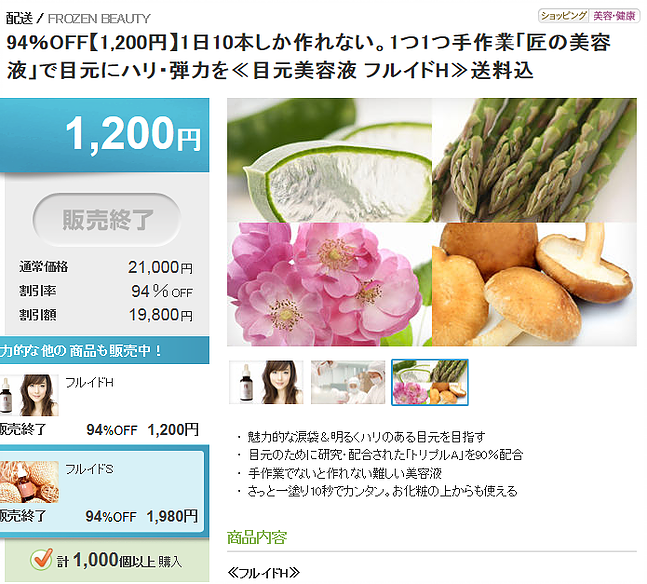 配送 / FROZEN BEAUTY
ショッピング 美容・健康
94%OFF【1,200円】1日10本しか作れない。1つ1つ手作業「匠の美容
液」で目元にハリ・弾力を≪目元美容液 フルイドH≫送料込
1,200円
販売終了
通常価格 21,000円
割引率 94%OFF
割引額 19,800円
力的な他の商品も販売中！
フルイドH
販売終了 94%OFF 1,200円
フルイドS
販売終了 94%OFF 1,980円
計 1,000個以上 購入
・ 魅力的な涙袋＆明るくハリのある目元を目指す
・ 目元のために研究・配合された「トリプルA」を90％配合
・ 手作業でないと作れない難しい美容液
・ さっと一塗り10秒でカンタン。お化粧の上からも使える
商品内容
≪フルイドH≫